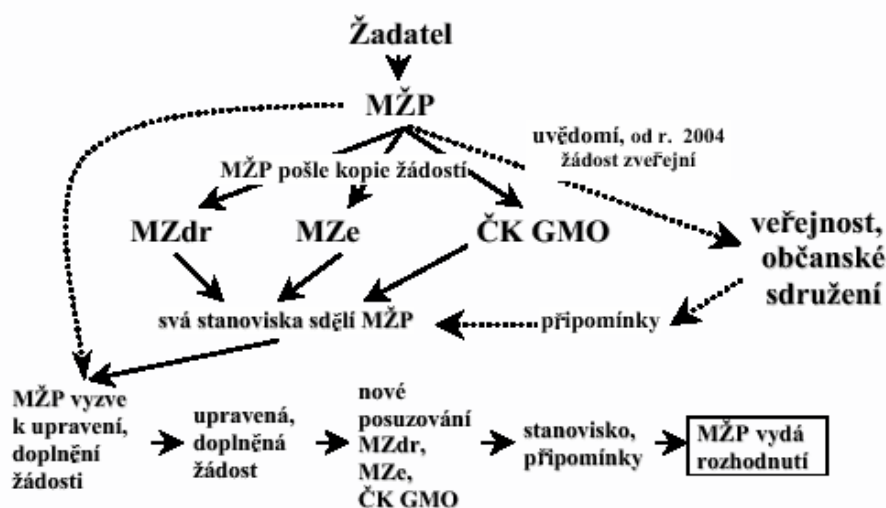 Žadatel
MŽP
uvědomí, od r. 2004
žádost zveřejní
MŽP pošle kopie žádostí
MZdr
MZe
ČK GMO
veřejnost,
občanské
sdružení
svá stanoviska sdělí MŽP
připomínky
MŽP vyzve
k upravení,
doplnění
žádosti
upravená,
doplněná
žádost
nové
posuzování
MZdr,
MZe,
ČK GMO
stanovisko,
připomínky
MŽP vydá
rozhodnutí